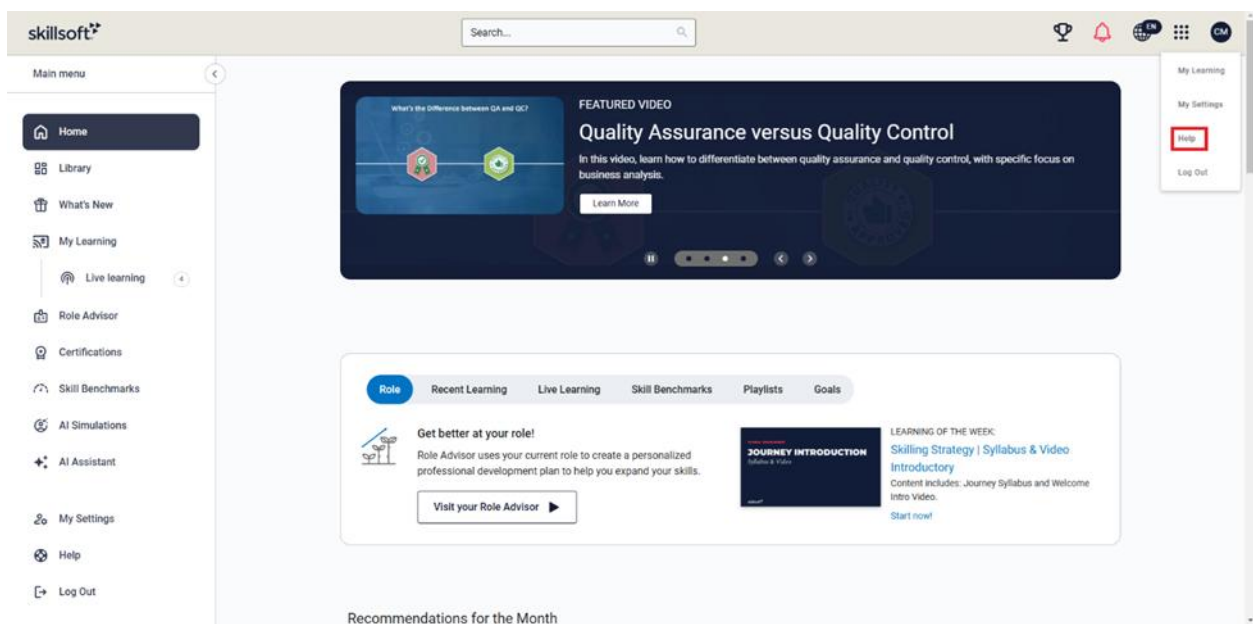 skillsoft
Search...
EN
CM
Main menu
My Learning
My Settings
Help
Log Out
Home
Library
What's New
My Learning
Live learning
4
Role Advisor
Certifications
Skill Benchmarks
AI Simulations
AI Assistant
My Settings
Help
Log Out
What's the Difference between QA and QC?
FEATURED VIDEO
Quality Assurance versus Quality Control
In this video, learn how to differentiate between quality assurance and quality control, with specific focus on
business analysis.
Learn More
Role
Recent Learning
Live Learning
Skill Benchmarks
Playlists
Goals
Get better at your role!
Role Advisor uses your current role to create a personalized
professional development plan to help you expand your skills.
Visit your Role Advisor
JOURNEY INTRODUCTION
Syllabus & Video
skillsoft
LEARNING OF THE WEEK:
Skilling Strategy | Syllabus & Video
Introductory
Content includes: Journey Syllabus and Welcome
Intro Video.
Start now!
Recommendations for the Month